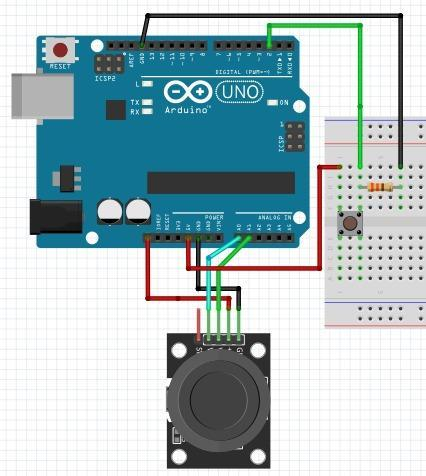 RESET
ICSP2
AREF
GND
13
12
~11
~10
~9
8
7
~6
~5
4
~3
2
TX▸1
RX◂0
DIGITAL (PWM=~)
L
TX
RX
UNO
Arduino™
ON
ICSP
IOREF
RESET
3V3
5V
GND
GND
VIN
POWER
ANALOG IN
A0
A1
A2
A3
A4
A5